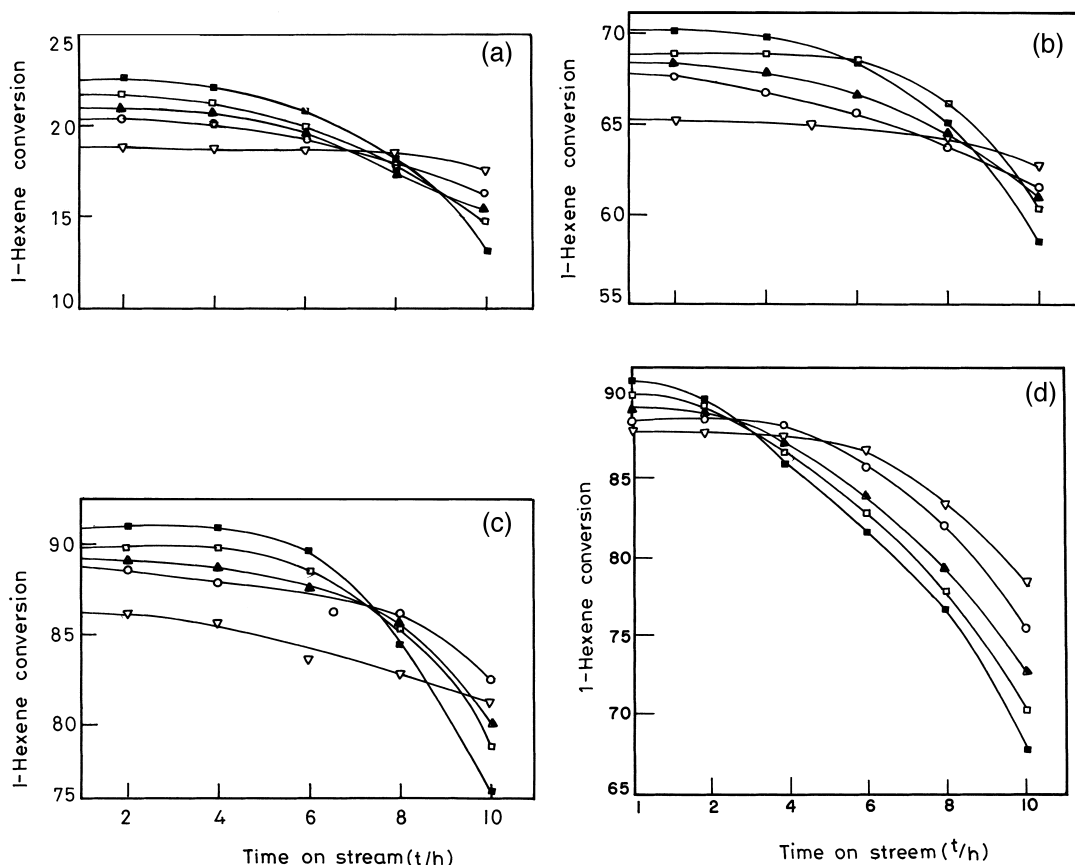 (a)
25
20
15
10
1-Hexene conversion
(b)
70
65
60
55
1-Hexene conversion
(c)
90
85
80
75
1-Hexene conversion
2 4 6 8 10
Time on stream (t/h)
(d)
90
85
80
75
70
65
1-Hexene conversion
1 2 4 6 8 10
Time on streem (t/h)